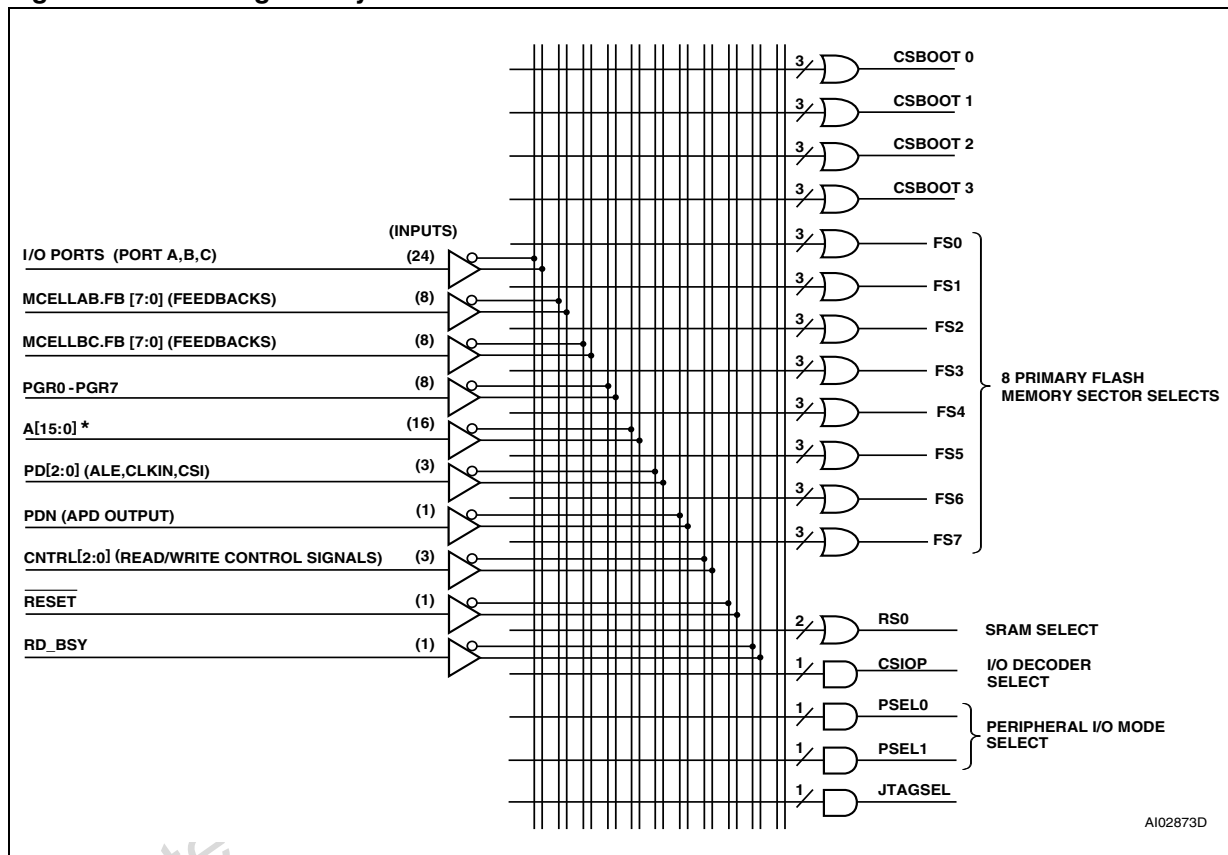 CSBOOT 0
3
CSBOOT 1
3
CSBOOT 2
3
CSBOOT 3
3
(INPUTS)
I/O PORTS (PORT A,B,C)
(24)
MCELLAB.FB [7:0] (FEEDBACKS)
(8)
MCELLBC.FB [7:0] (FEEDBACKS)
(8)
PGR0 -PGR7
(8)
A[15:0] *
(16)
PD[2:0] (ALE,CLKIN,CSI)
(3)
PDN (APD OUTPUT)
(1)
CNTRL[2:0] (READ/WRITE CONTROL SIGNALS)
(3)
RESET
(1)
RD_BSY
(1)
3
FS0
3
FS1
3
FS2
3
FS3
3
FS4
3
FS5
3
FS6
3
FS7
8 PRIMARY FLASH
MEMORY SECTOR SELECTS
2
RS0
SRAM SELECT
1
CSIOP
I/O DECODER
SELECT
1
PSEL0
1
PSEL1
PERIPHERAL I/O MODE
SELECT
1
JTAGSEL
AI02873D